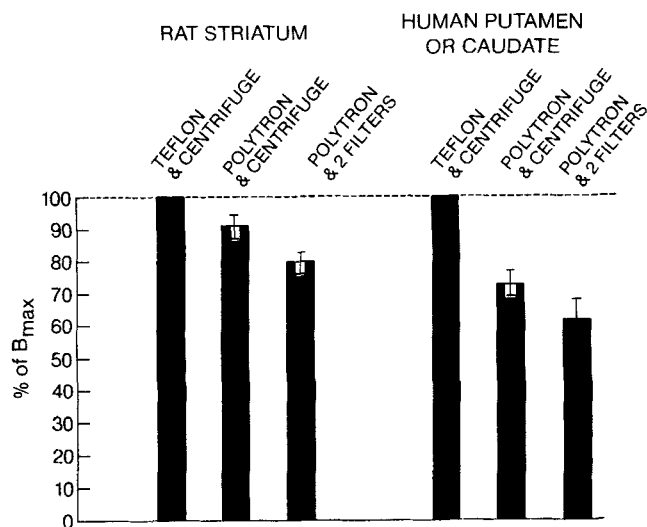 RAT STRIATUM
HUMAN PUTAMEN
OR CAUDATE
TEFLON
& CENTRIFUGE
POLYTRON
& CENTRIFUGE
POLYTRON
& 2 FILTERS
TEFLON
& CENTRIFUGE
POLYTRON
& CENTRIFUGE
POLYTRON
& 2 FILTERS
% of Bmax
100
90
80
70
60
50
40
30
20
10
0